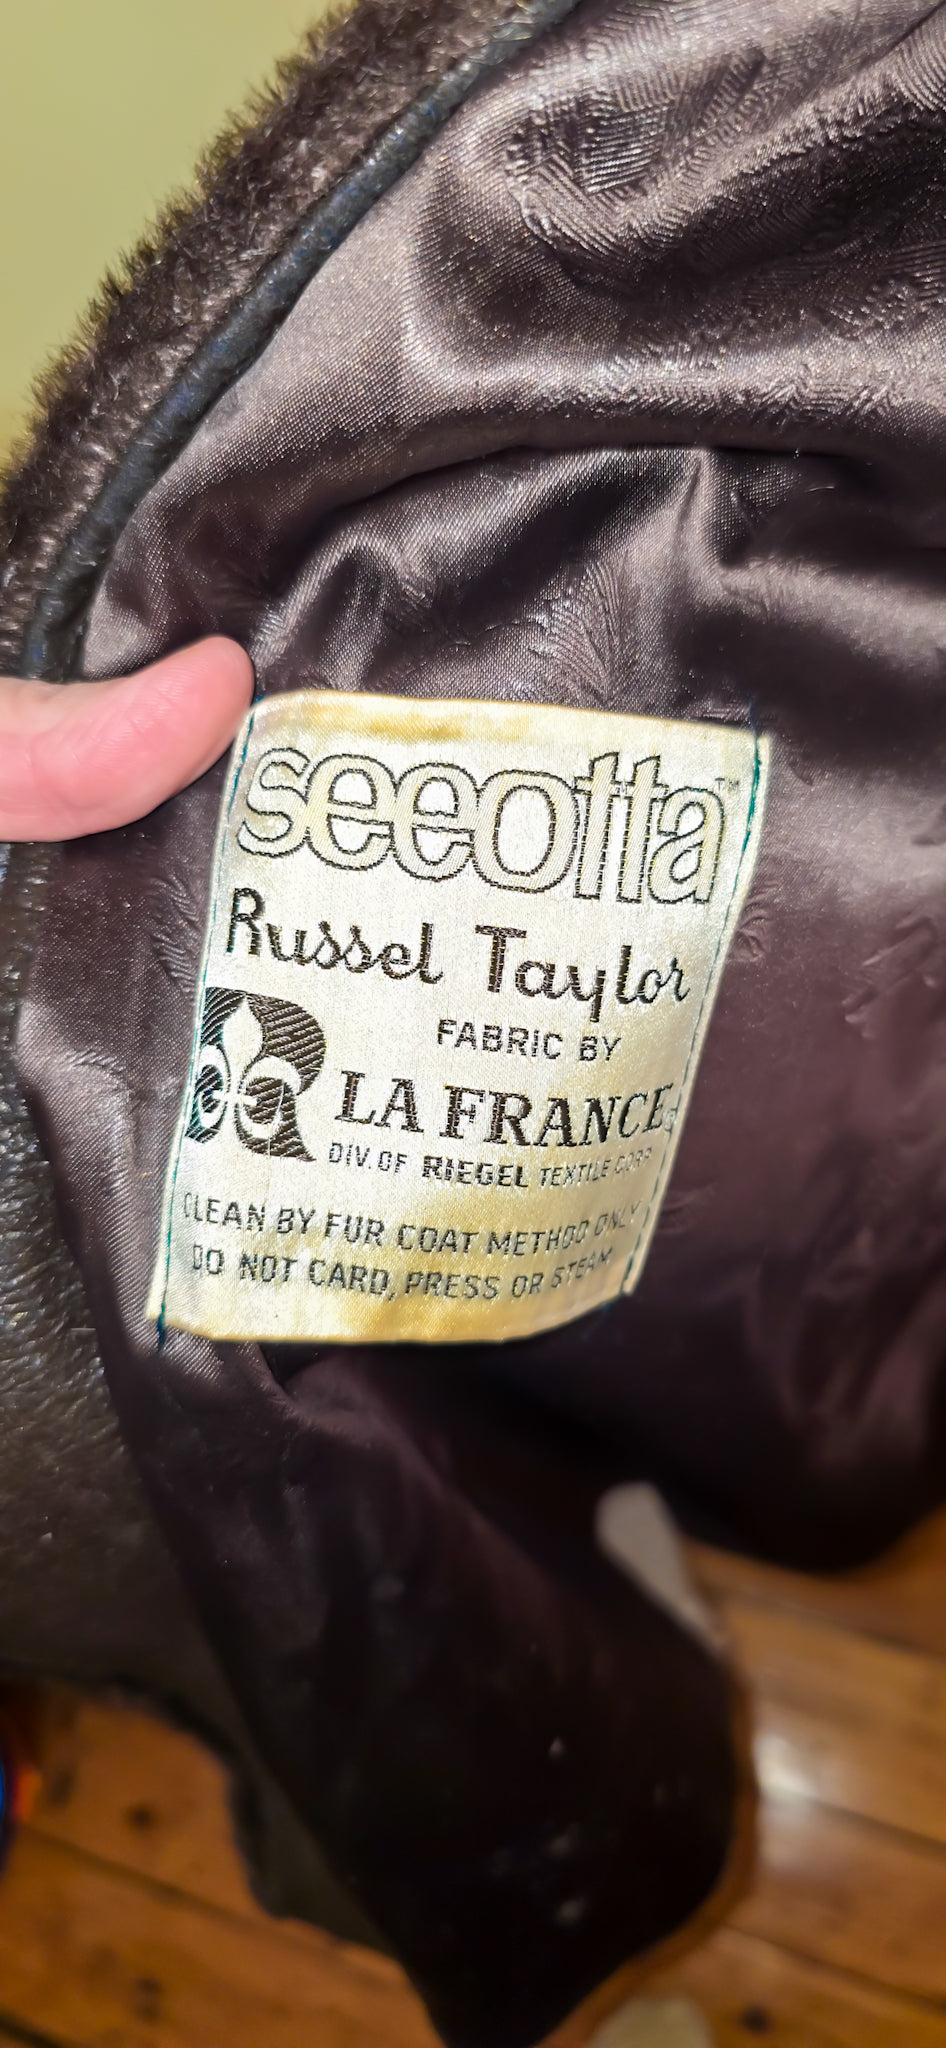 seeotta™
Russel Taylor
FABRIC BY
LA FRANCE
DIV. OF RIEGEL TEXTILE CORP
CLEAN BY FUR COAT METHOD ONLY
DO NOT CARD, PRESS OR STEAM